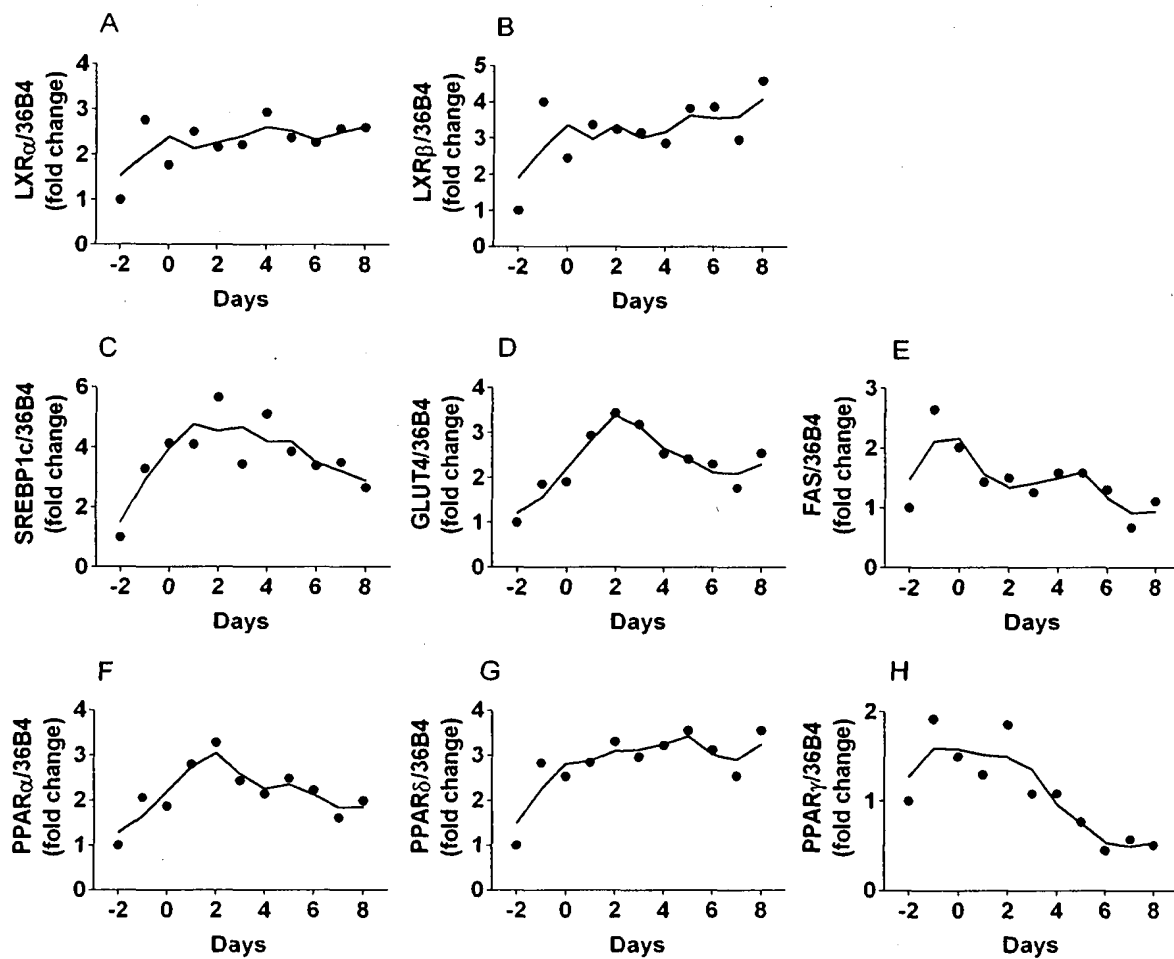 A
LXRα/36B4
(fold change)
4
3
2
1
0
-2 0 2 4 6 8
Days
B
LXRβ/36B4
(fold change)
5
4
3
2
1
0
-2 0 2 4 6 8
Days
C
SREBP1c/36B4
(fold change)
6
4
2
0
-2 0 2 4 6 8
Days
D
GLUT4/36B4
(fold change)
4
3
2
1
0
-2 0 2 4 6 8
Days
E
FAS/36B4
(fold change)
3
2
1
0
-2 0 2 4 6 8
Days
F
PPARα/36B4
(fold change)
4
3
2
1
0
-2 0 2 4 6 8
Days
G
PPARδ/36B4
(fold change)
4
3
2
1
0
-2 0 2 4 6 8
Days
H
PPARγ/36B4
(fold change)
2
1
0
-2 0 2 4 6 8
Days